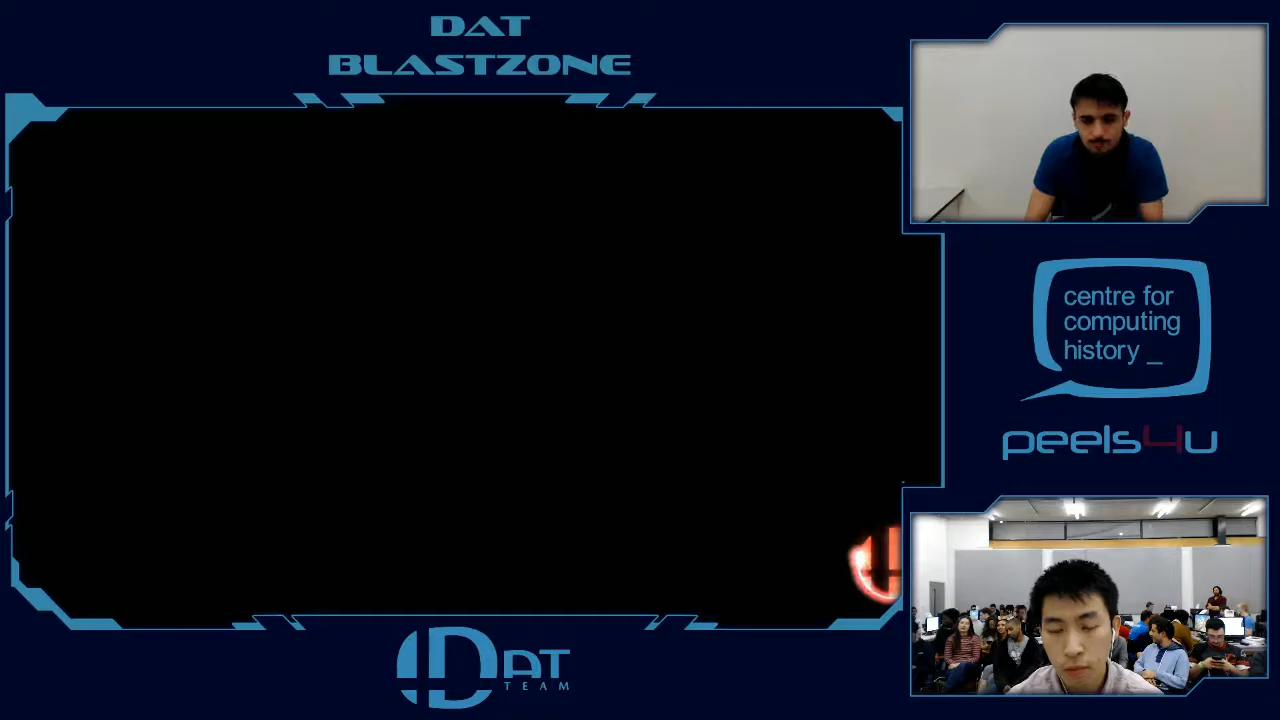 DAT
BLASTZONE
centre for
computing
history _
peels4u
DAT
TEAM